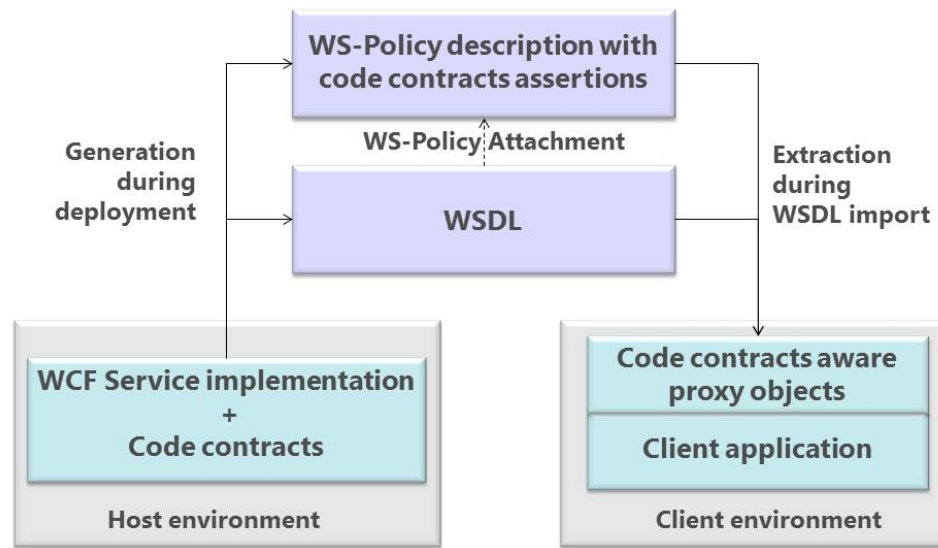 WS-Policy description with
code contracts assertions
WS-Policy Attachment
Generation
during
deployment
WSDL
Extraction
during
WSDL import
WCF Service implementation
+
Code contracts
Host environment
Code contracts aware
proxy objects
Client application
Client environment